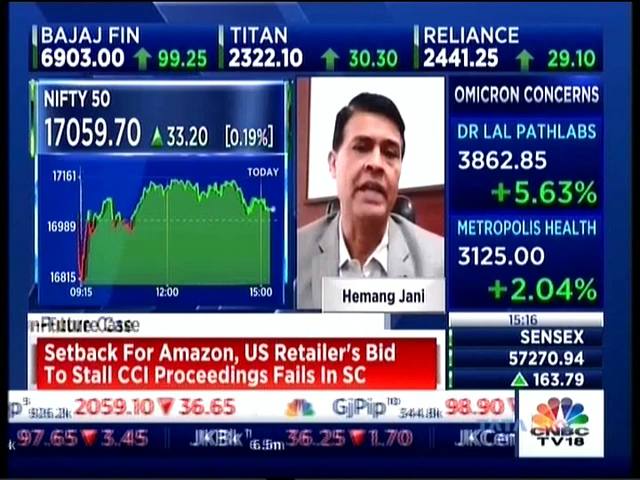 BAJAJ FIN
6903.00 99.25
TITAN
2322.10 30.30
RELIANCE
2441.25 29.10
NIFTY 50
17059.70 33.20 [0.19%]
TODAY
17161
16989
16815
09:15 12:00 15:00
Hemang Jani
OMICRON CONCERNS
DR LAL PATHLABS
3862.85
+5.63%
METROPOLIS HEALTH
3125.00
+2.04%
15:16
SENSEX
57270.94
163.79
Setback For Amazon, US Retailer's Bid
To Stall CCI Proceedings Fails In SC
2059.10 36.65 GjPip 98.90
97.65 3.45 JKBk 6.5m 36.25 1.70 JKCem
CNBC
TV18